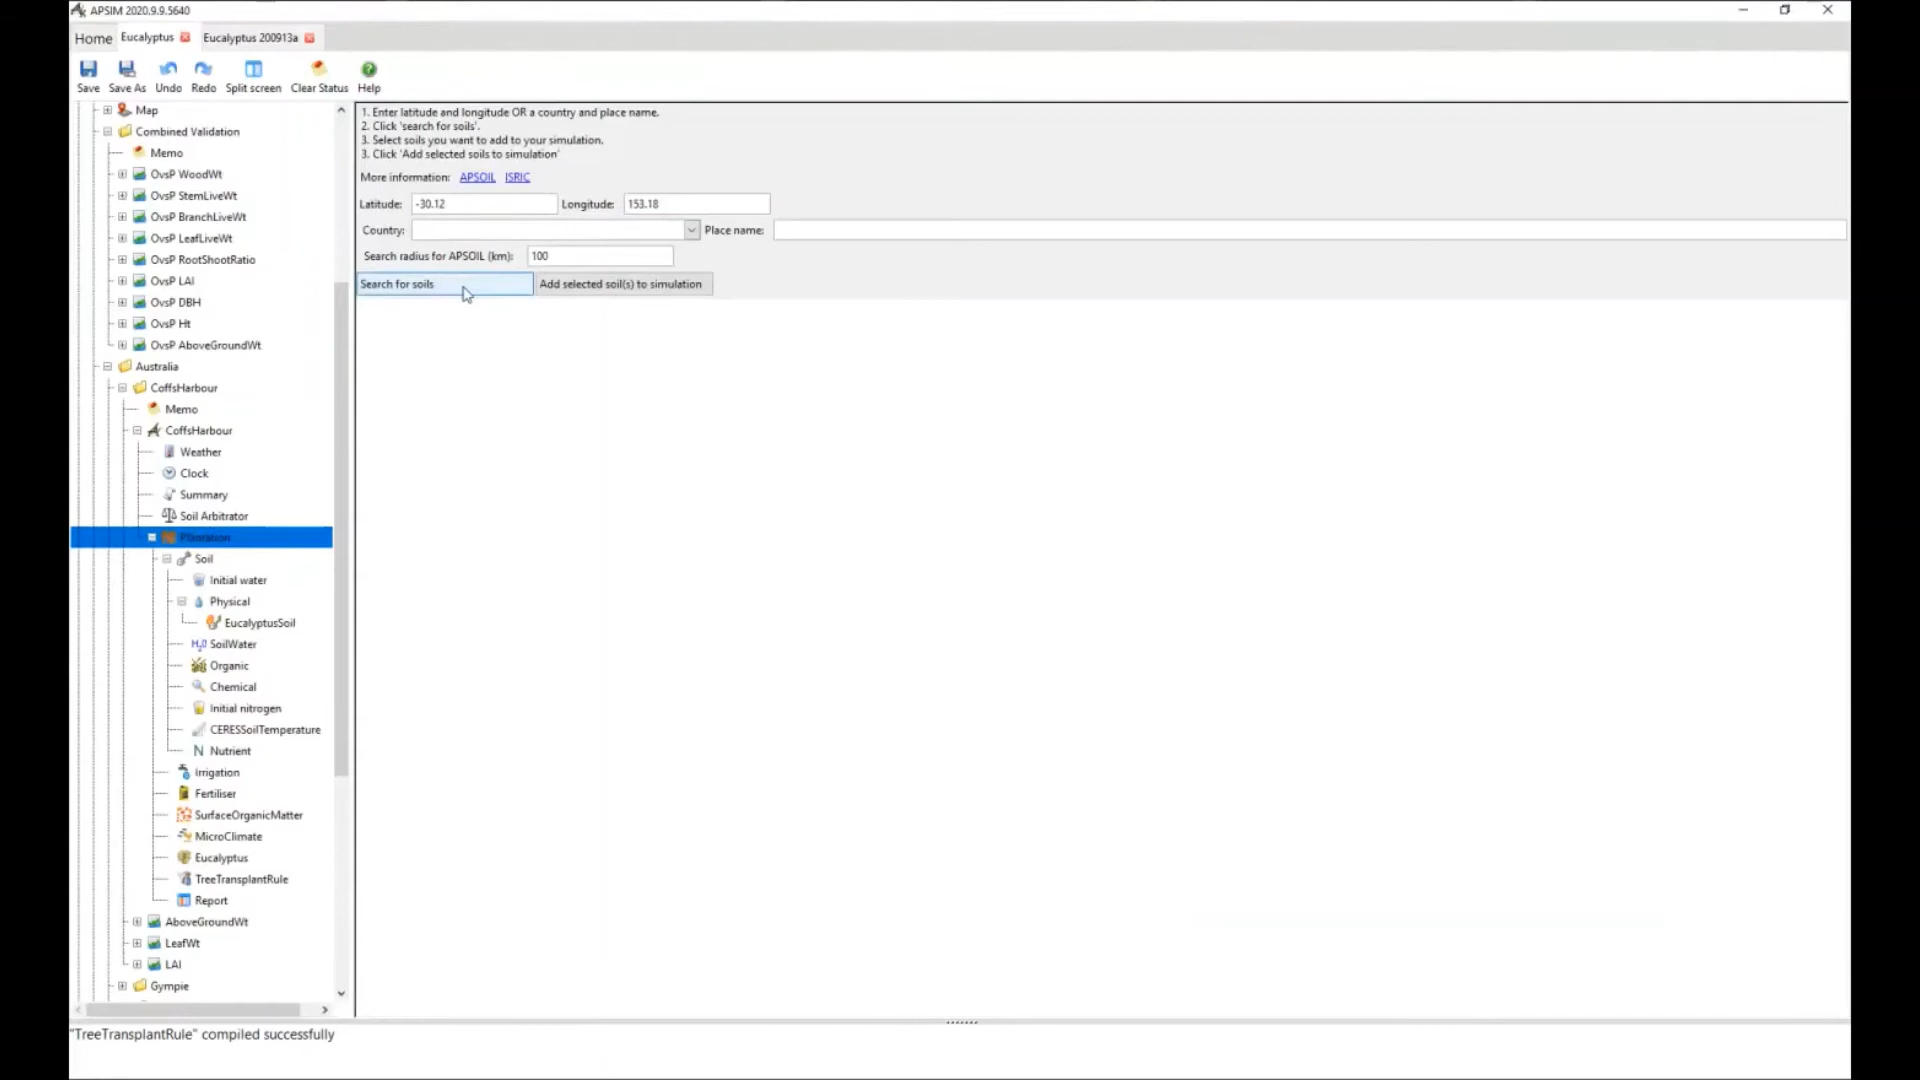 APSIM 2020.9.9.5640
Home Eucalyptus Eucalyptus 200913a
Save Save As Undo Redo Split screen Clear Status Help
Map
Combined Validation
Memo
OvsP WoodWt
OvsP StemLiveWt
OvsP BranchLiveWt
OvsP LeafLiveWt
OvsP RootShootRatio
OvsP LAI
OvsP DBH
OvsP Ht
OvsP AboveGroundWt
Australia
CoffsHarbour
Memo
CoffsHarbour
Weather
Clock
Summary
Soil Arbitrator
Plantation
Soil
Initial water
Physical
EucalyptusSoil
H₂O SoilWater
Organic
Chemical
Initial nitrogen
CERESSoilTemperature
N Nutrient
Irrigation
Fertiliser
SurfaceOrganicMatter
MicroClimate
Eucalyptus
TreeTransplantRule
Report
AboveGroundWt
LeafWt
LAI
Gympie
1. Enter latitude and longitude OR a country and place name.
2. Click 'search for soils'.
3. Select soils you want to add to your simulation.
3. Click 'Add selected soils to simulation'
More information: APSOIL ISRIC
Latitude: -30.12 Longitude: 153.18
Country: Place name:
Search radius for APSOIL (km): 100
Search for soils Add selected soil(s) to simulation
"TreeTransplantRule" compiled successfully